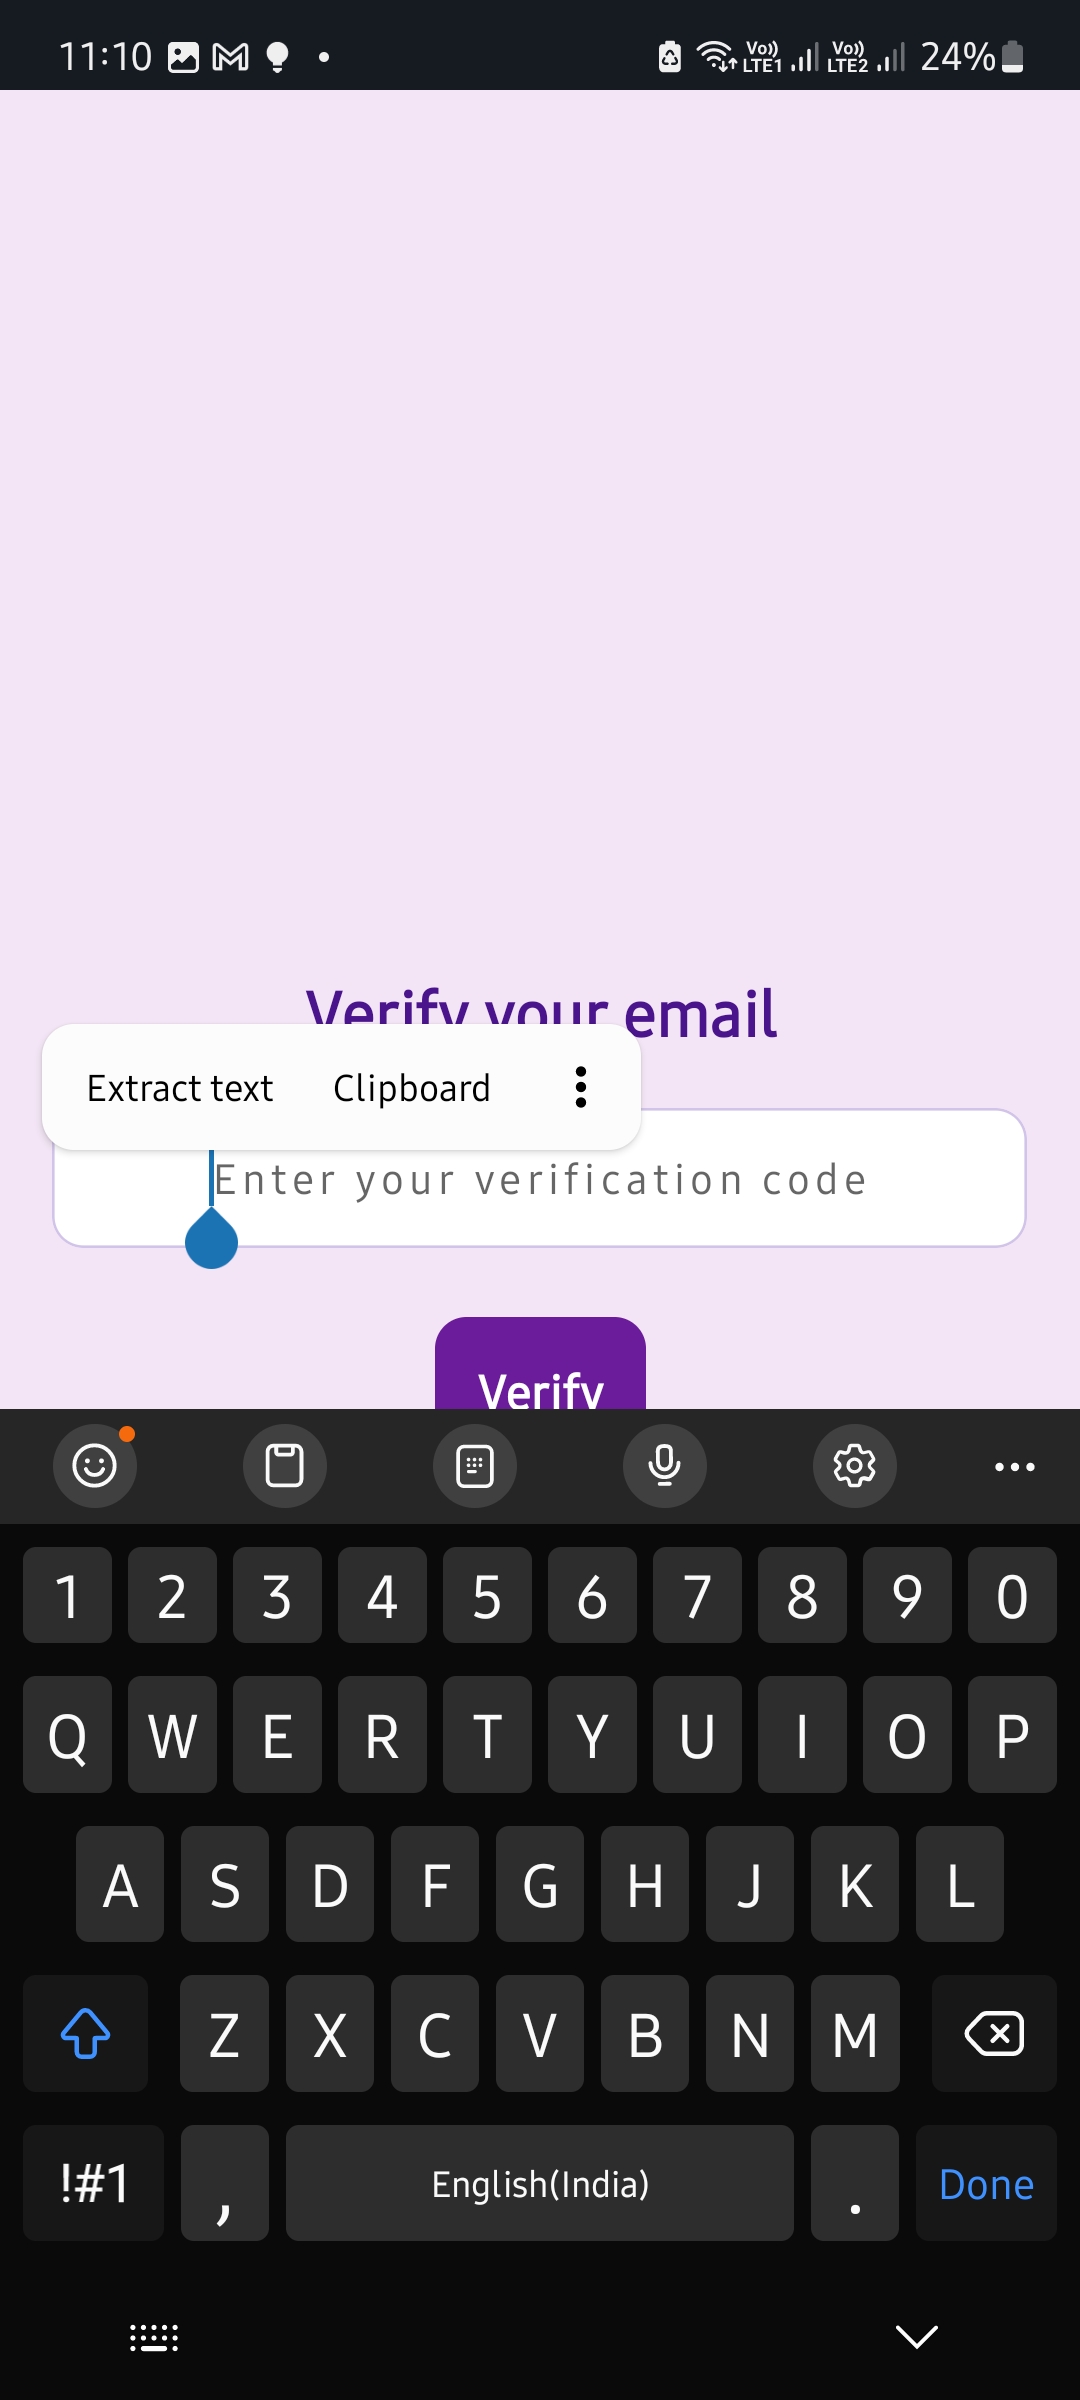 11:10 Vo)) LTE1 Vo)) LTE2 24%
Verify your email
Extract text Clipboard
Enter your verification code
Verify
1 2 3 4 5 6 7 8 9 0
Q W E R T Y U I O P
A S D F G H J K L
Z X C V B N M
!#1 , English(India) . Done